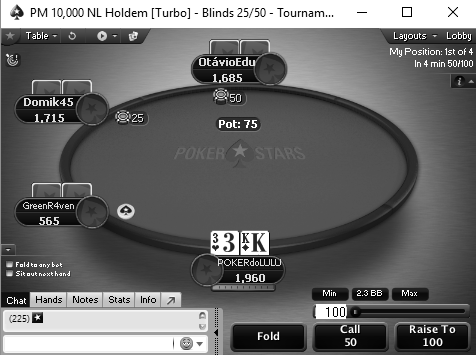 PM 10,000 NL Holdem [Turbo] - Blinds 25/50 - Tournam...
Table
Layouts
Lobby
My Position: 1st of 4
In 4 min 50/100
OtávioEdu
1,685
50
Domik45
1,715
25
Pot: 75
POKER STARS
GreenR4ven
565
3 3 K K
POKERdoLULU
1,960
Fold to any bet
Sit out next hand
Min
2.3 BB
Max
100
Chat
Hands
Notes
Stats
Info
(225)
Fold
Call
50
Raise To
100